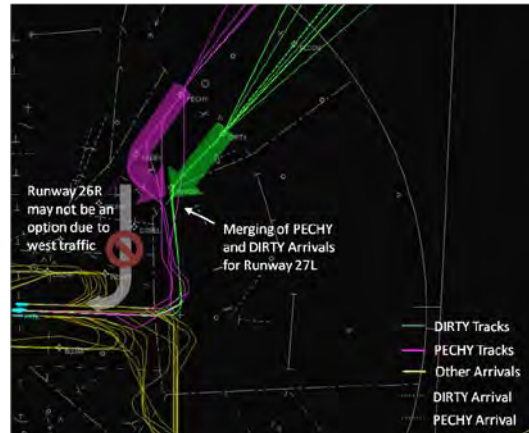 PECHY
DIRTY
Runway 26R
may not be an
option due to
west traffic
Merging of PECHY
and DIRTY Arrivals
for Runway 27L
DIRTY Tracks
PECHY Tracks
Other Arrivals
DIRTY Arrival
PECHY Arrival